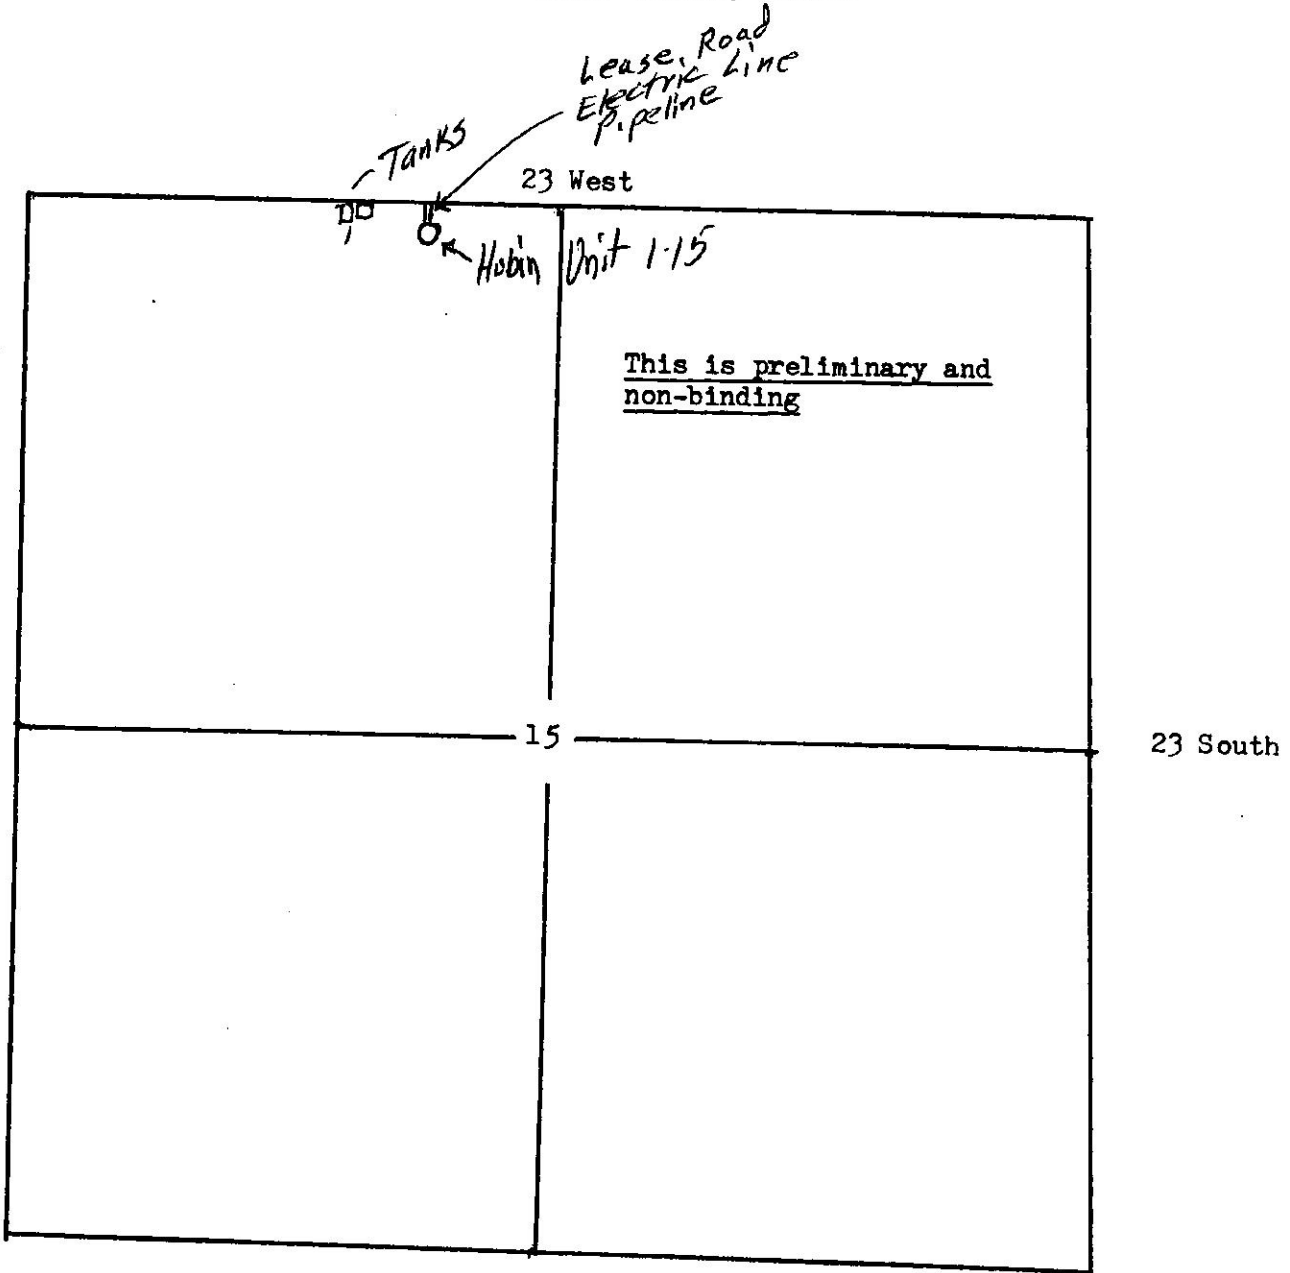 Lease, Road
Electric Line
Pipeline
Tanks
23 West
Hubin Unit 1-15
This is preliminary and
non-binding
15
23 South